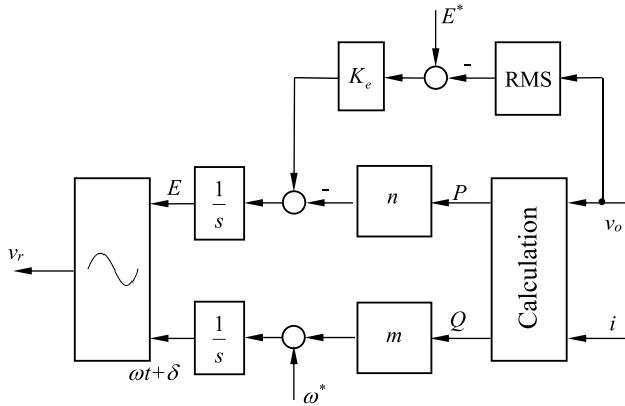 E*
K_e
-
RMS
E
1/s
-
n
P
Calculation
v_o
v_r
1/s
m
Q
i
ωt+δ
ω*